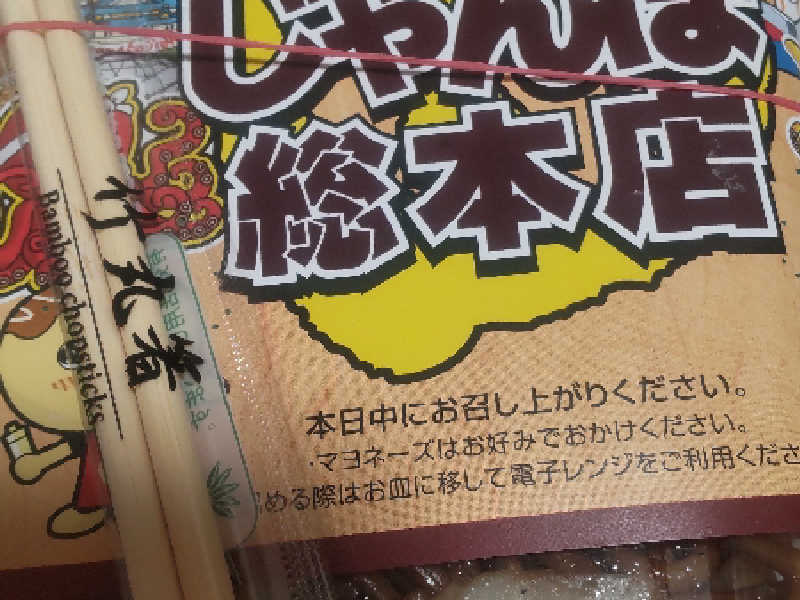 じゃんぼ
総本店
竹丸箸
Bamboo chopsticks
本日中にお召し上がりください。
・マヨネーズはお好みでおかけください。
める際はお皿に移して電子レンジをご利用くださ